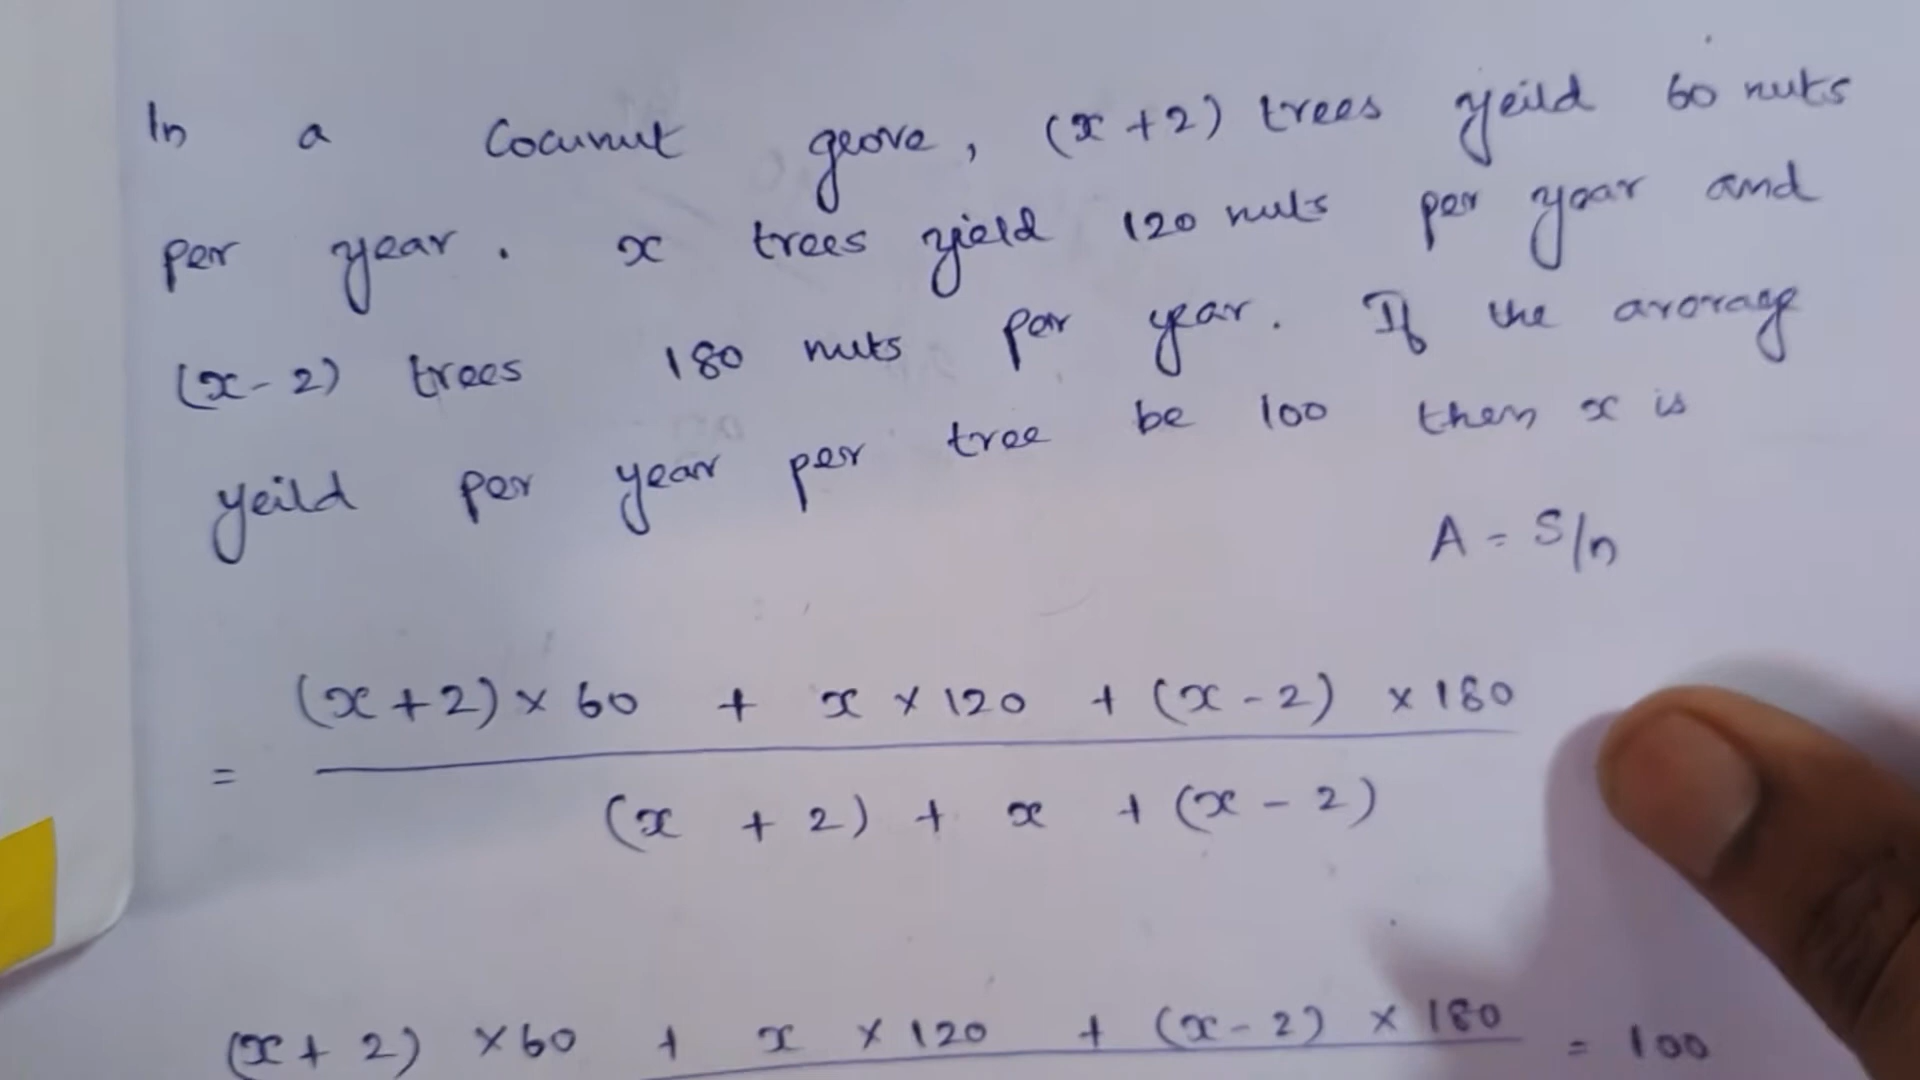 In a Cocunut grove, (x+2) trees yeild 60 nuts
per year. x trees yield 120 nuts per year and
(x-2) trees 180 nuts per year. If the average
yeild per year per tree be 100 then x is
A = S/n
(x+2) × 60 + x × 120 + (x-2) × 180
=
(x + 2) + x + (x - 2)
(x+2) × 60 + x × 120 + (x-2) × 180 = 100